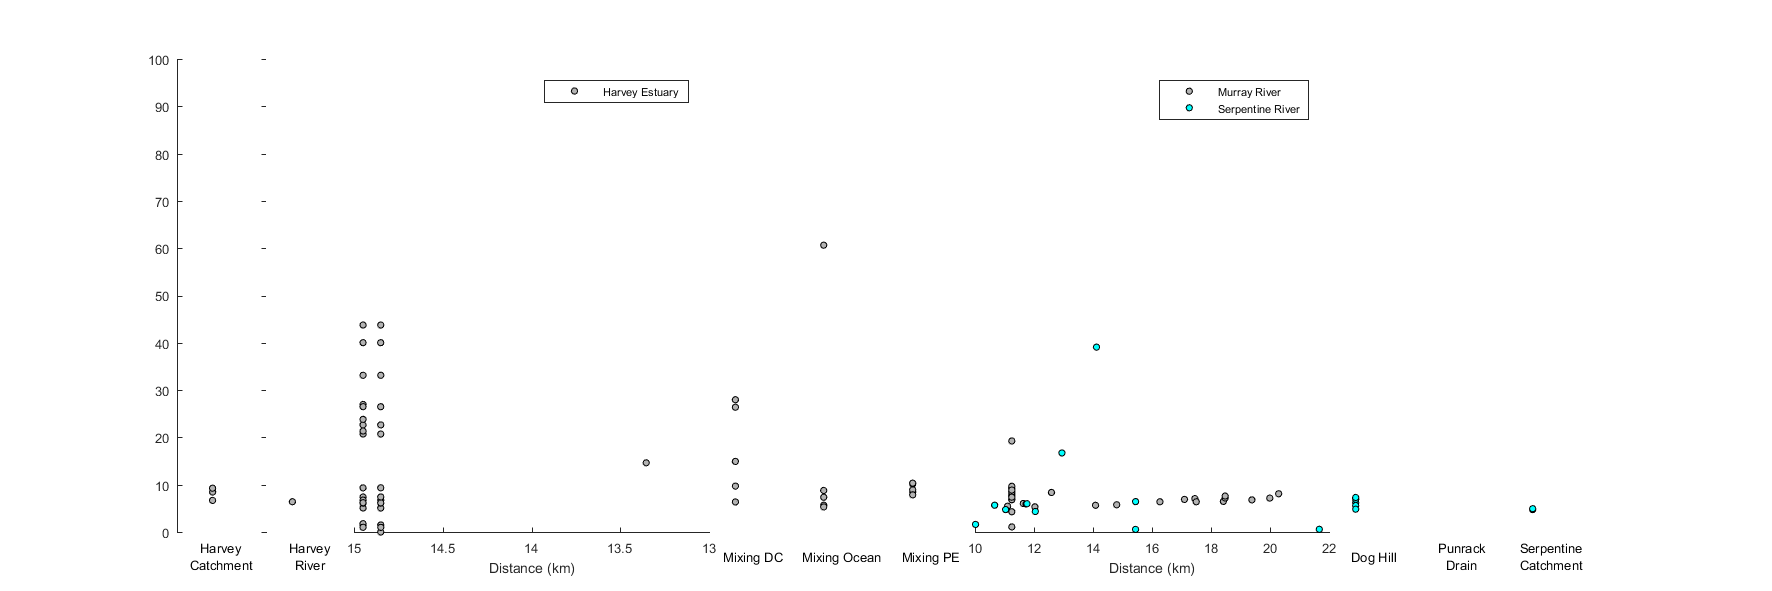 100
90
80
70
60
50
40
30
20
10
0
Harvey Estuary
Murray River
Serpentine River
Harvey
Catchment
Harvey
River
15
14.5
14
13.5
13
Distance (km)
Mixing DC
Mixing Ocean
Mixing PE
10
12
14
16
18
20
22
Distance (km)
Dog Hill
Punrack
Drain
Serpentine
Catchment